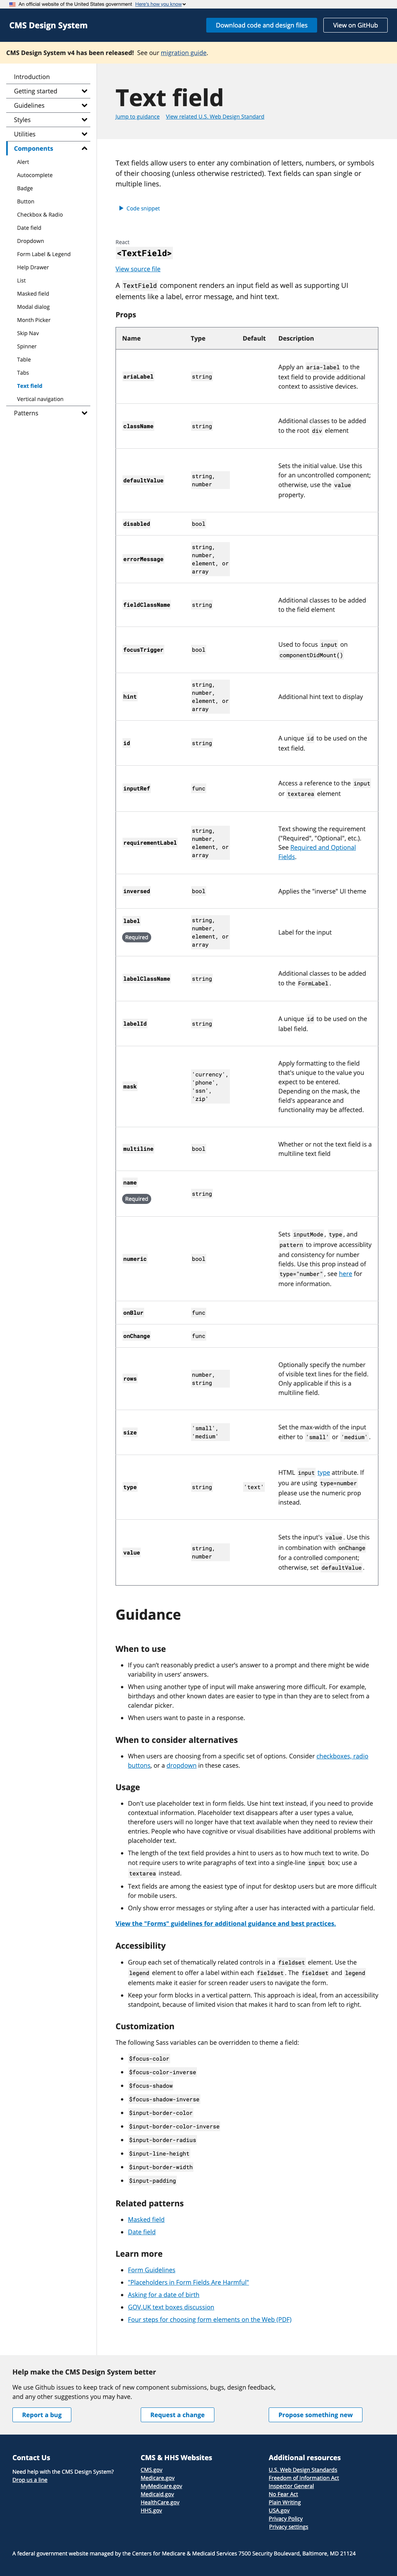 An official website of the United States government Here's how you know
CMS Design System
Download code and design files
View on GitHub
CMS Design System v4 has been released! See our migration guide.
Introduction
Getting started
Guidelines
Styles
Utilities
Components
Alert
Autocomplete
Badge
Button
Checkbox & Radio
Date field
Dropdown
Form Label & Legend
Help Drawer
List
Masked field
Modal dialog
Month Picker
Skip Nav
Spinner
Table
Tabs
Text field
Vertical navigation
Patterns
Text field
Jump to guidance View related U.S. Web Design Standard
Text fields allow users to enter any combination of letters, numbers, or symbols
of their choosing (unless otherwise restricted). Text fields can span single or
multiple lines.
Code snippet
React
<TextField>
View source file
A TextField component renders an input field as well as supporting UI
elements like a label, error message, and hint text.
Props
Name Type Default Description
ariaLabel string Apply an aria-label to the
text field to provide additional
context to assistive devices.
className string Additional classes to be added
to the root div element
defaultValue string,
number
Sets the initial value. Use this
for an uncontrolled component;
otherwise, use the value
property.
disabled bool
errorMessage string,
number,
element, or
array
fieldClassName string Additional classes to be added
to the field element
focusTrigger bool Used to focus input on
componentDidMount()
hint string,
number,
element, or
array
Additional hint text to display
id string A unique id to be used on the
text field.
inputRef func Access a reference to the input
or textarea element
requirementLabel string,
number,
element, or
array
Text showing the requirement
("Required", "Optional", etc.).
See Required and Optional
Fields.
inversed bool Applies the "inverse" UI theme
label
Required
string,
number,
element, or
array
Label for the input
labelClassName string Additional classes to be added
to the FormLabel.
labelId string A unique id to be used on the
label field.
mask 'currency',
'phone',
'ssn',
'zip'
Apply formatting to the field
that's unique to the value you
expect to be entered.
Depending on the mask, the
field's appearance and
functionality may be affected.
multiline bool Whether or not the text field is a
multiline text field
name
Required
string
numeric bool Sets inputMode, type, and
pattern to improve accessiblity
and consistency for number
fields. Use this prop instead of
type="number", see here for
more information.
onBlur func
onChange func
rows number,
string
Optionally specify the number
of visible text lines for the field.
Only applicable if this is a
multiline field.
size 'small',
'medium'
Set the max-width of the input
either to 'small' or 'medium'.
type string 'text' HTML input type attribute. If
you are using type=number
please use the numeric prop
instead.
value string,
number
Sets the input's value. Use this
in combination with onChange
for a controlled component;
otherwise, set defaultValue.
Guidance
When to use
If you can't reasonably predict a user's answer to a prompt and there might be wide
variability in users' answers.
When using another type of input will make answering more difficult. For example,
birthdays and other known dates are easier to type in than they are to select from a
calendar picker.
When users want to paste in a response.
When to consider alternatives
When users are choosing from a specific set of options. Consider checkboxes, radio
buttons, or a dropdown in these cases.
Usage
Don't use placeholder text in form fields. Use hint text instead, if you need to provide
contextual information. Placeholder text disappears after a user types a value,
therefore users will no longer have that text available when they need to review their
entries. People who have cognitive or visual disabilities have additional problems with
placeholder text.
The length of the text field provides a hint to users as to how much text to write. Do
not require users to write paragraphs of text into a single-line input box; use a
textarea instead.
Text fields are among the easiest type of input for desktop users but are more difficult
for mobile users.
Only show error messages or styling after a user has interacted with a particular field.
View the "Forms" guidelines for additional guidance and best practices.
Accessibility
Group each set of thematically related controls in a fieldset element. Use the
legend element to offer a label within each fieldset. The fieldset and legend
elements make it easier for screen reader users to navigate the form.
Keep your form blocks in a vertical pattern. This approach is ideal, from an accessibility
standpoint, because of limited vision that makes it hard to scan from left to right.
Customization
The following Sass variables can be overridden to theme a field:
$focus-color
$focus-color-inverse
$focus-shadow
$focus-shadow-inverse
$input-border-color
$input-border-color-inverse
$input-border-radius
$input-line-height
$input-border-width
$input-padding
Related patterns
Masked field
Date field
Learn more
Form Guidelines
"Placeholders in Form Fields Are Harmful"
Asking for a date of birth
GOV.UK text boxes discussion
Four steps for choosing form elements on the Web (PDF)
Help make the CMS Design System better
We use Github issues to keep track of new component submissions, bugs, design feedback,
and any other suggestions you may have.
Report a bug
Request a change
Propose something new
Contact Us
Need help with the CMS Design System?
Drop us a line
CMS & HHS Websites
CMS.gov
Medicare.gov
MyMedicare.gov
Medicaid.gov
HealthCare.gov
HHS.gov
Additional resources
U.S. Web Design Standards
Freedom of Information Act
Inspector General
No Fear Act
Plain Writing
USA.gov
Privacy Policy
Privacy settings
A federal government website managed by the Centers for Medicare & Medicaid Services 7500 Security Boulevard, Baltimore, MD 21124